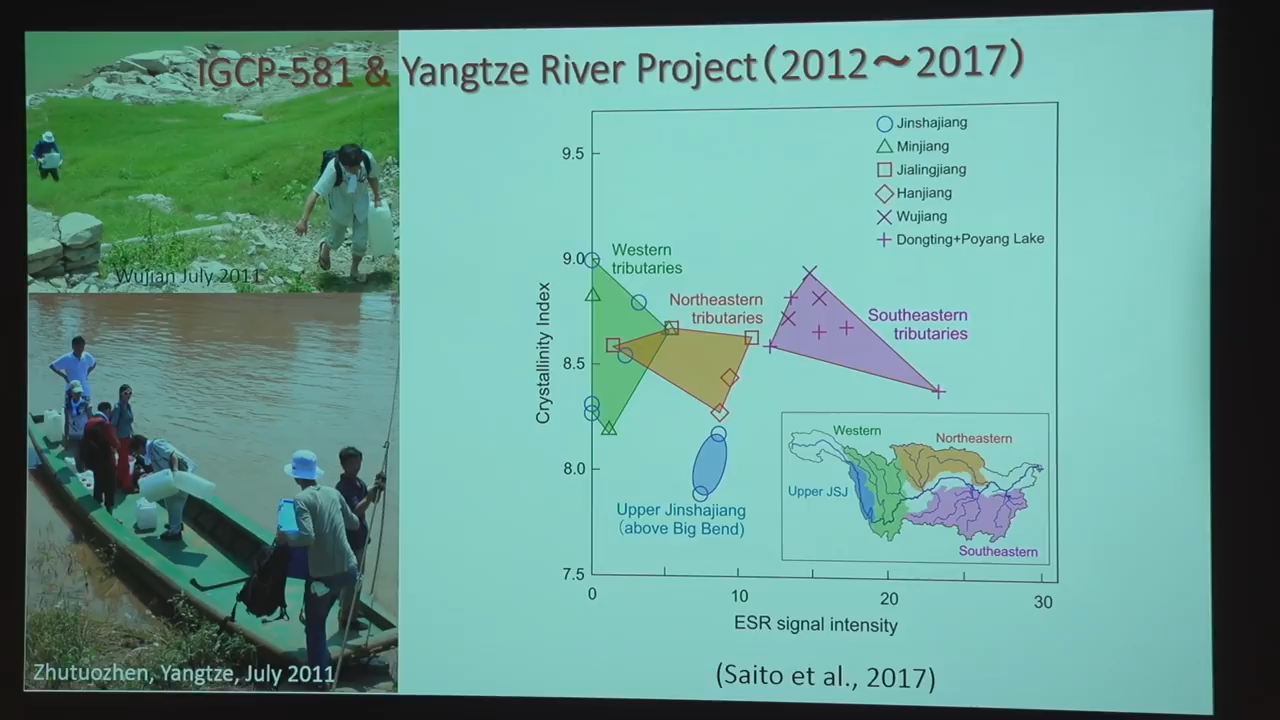 IGCP-581 & Yangtze River Project(2012～2017)
Wujian July 2011
Zhutuozhen, Yangtze, July 2011
Jinshajiang
Minjiang
Jialingjiang
Hanjiang
Wujiang
Dongting+Poyang Lake
Crystallinity Index
9.5
9.0
8.5
8.0
7.5
Western
tributaries
Northeastern
tributaries
Southeastern
tributaries
Upper Jinshajiang
(above Big Bend)
Western
Northeastern
Upper JSJ
Southeastern
0
10
20
30
ESR signal intensity
(Saito et al., 2017)